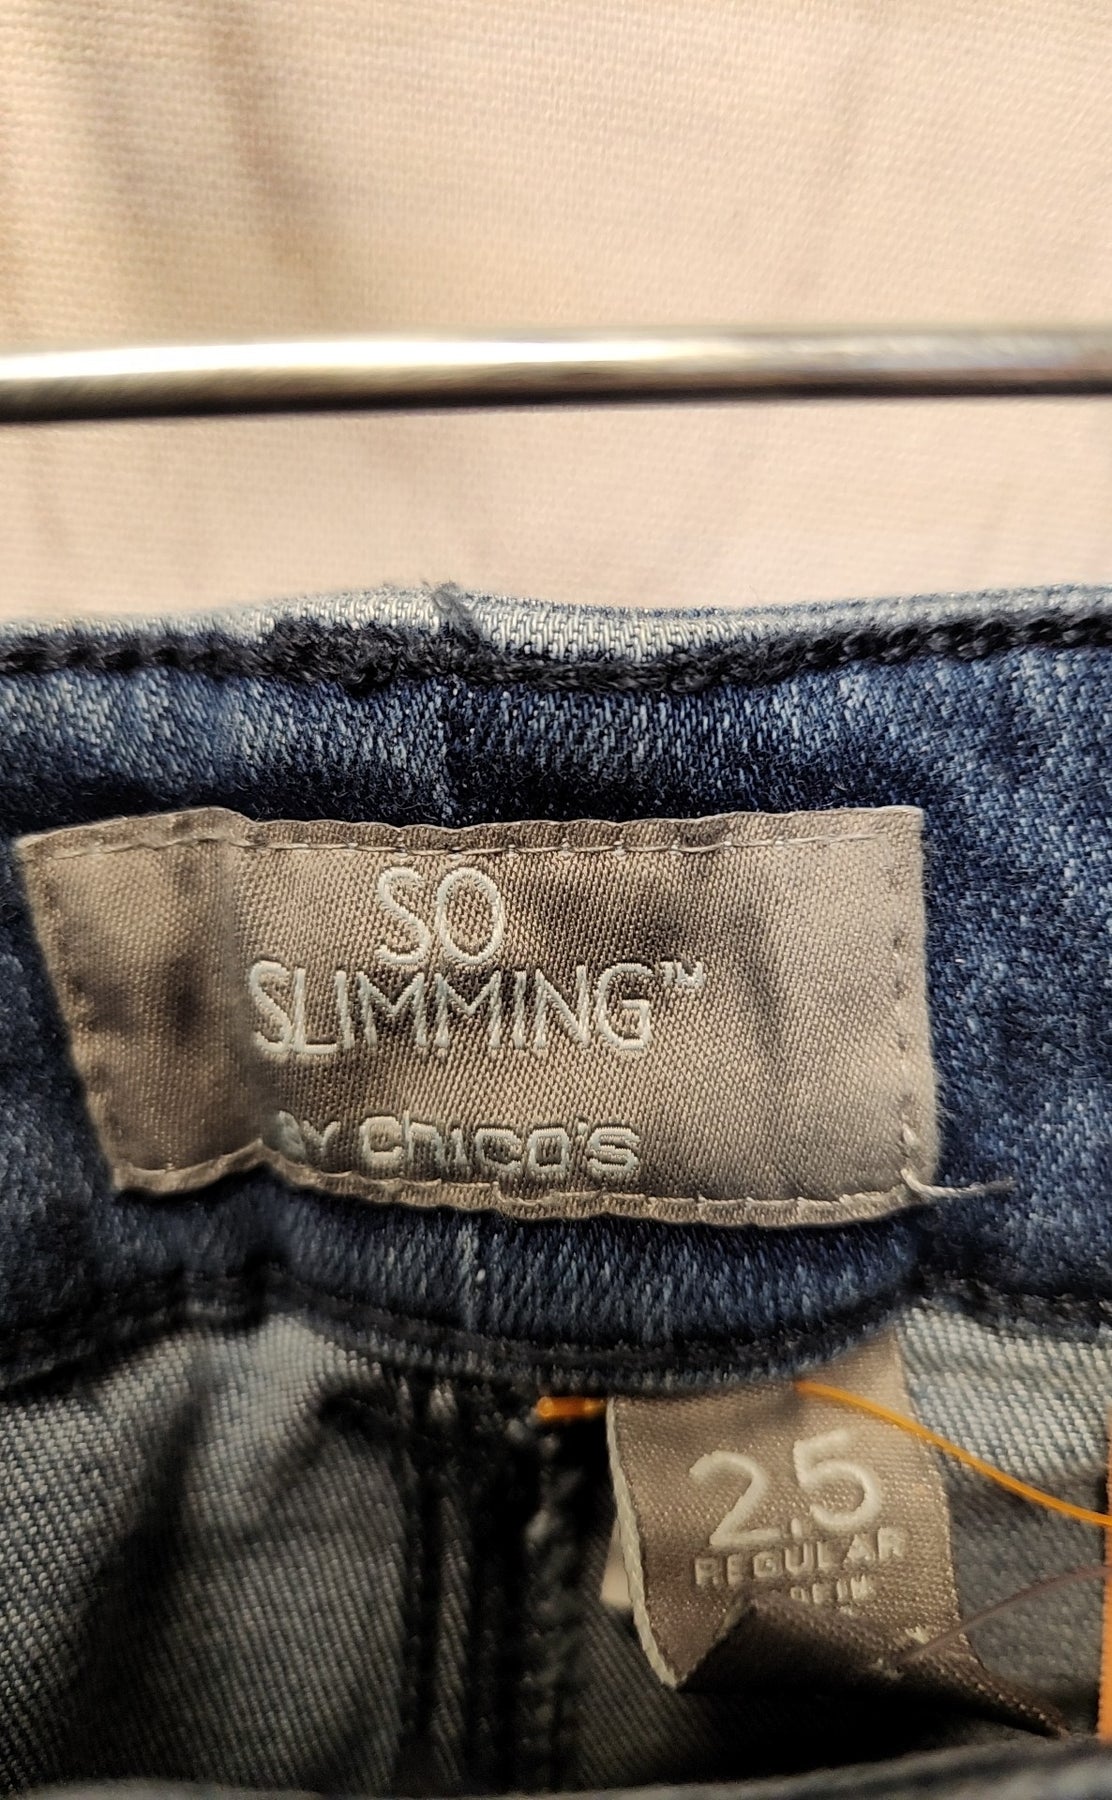 SO
SLIMMING™
BY Chico's
2.5
REGULAR